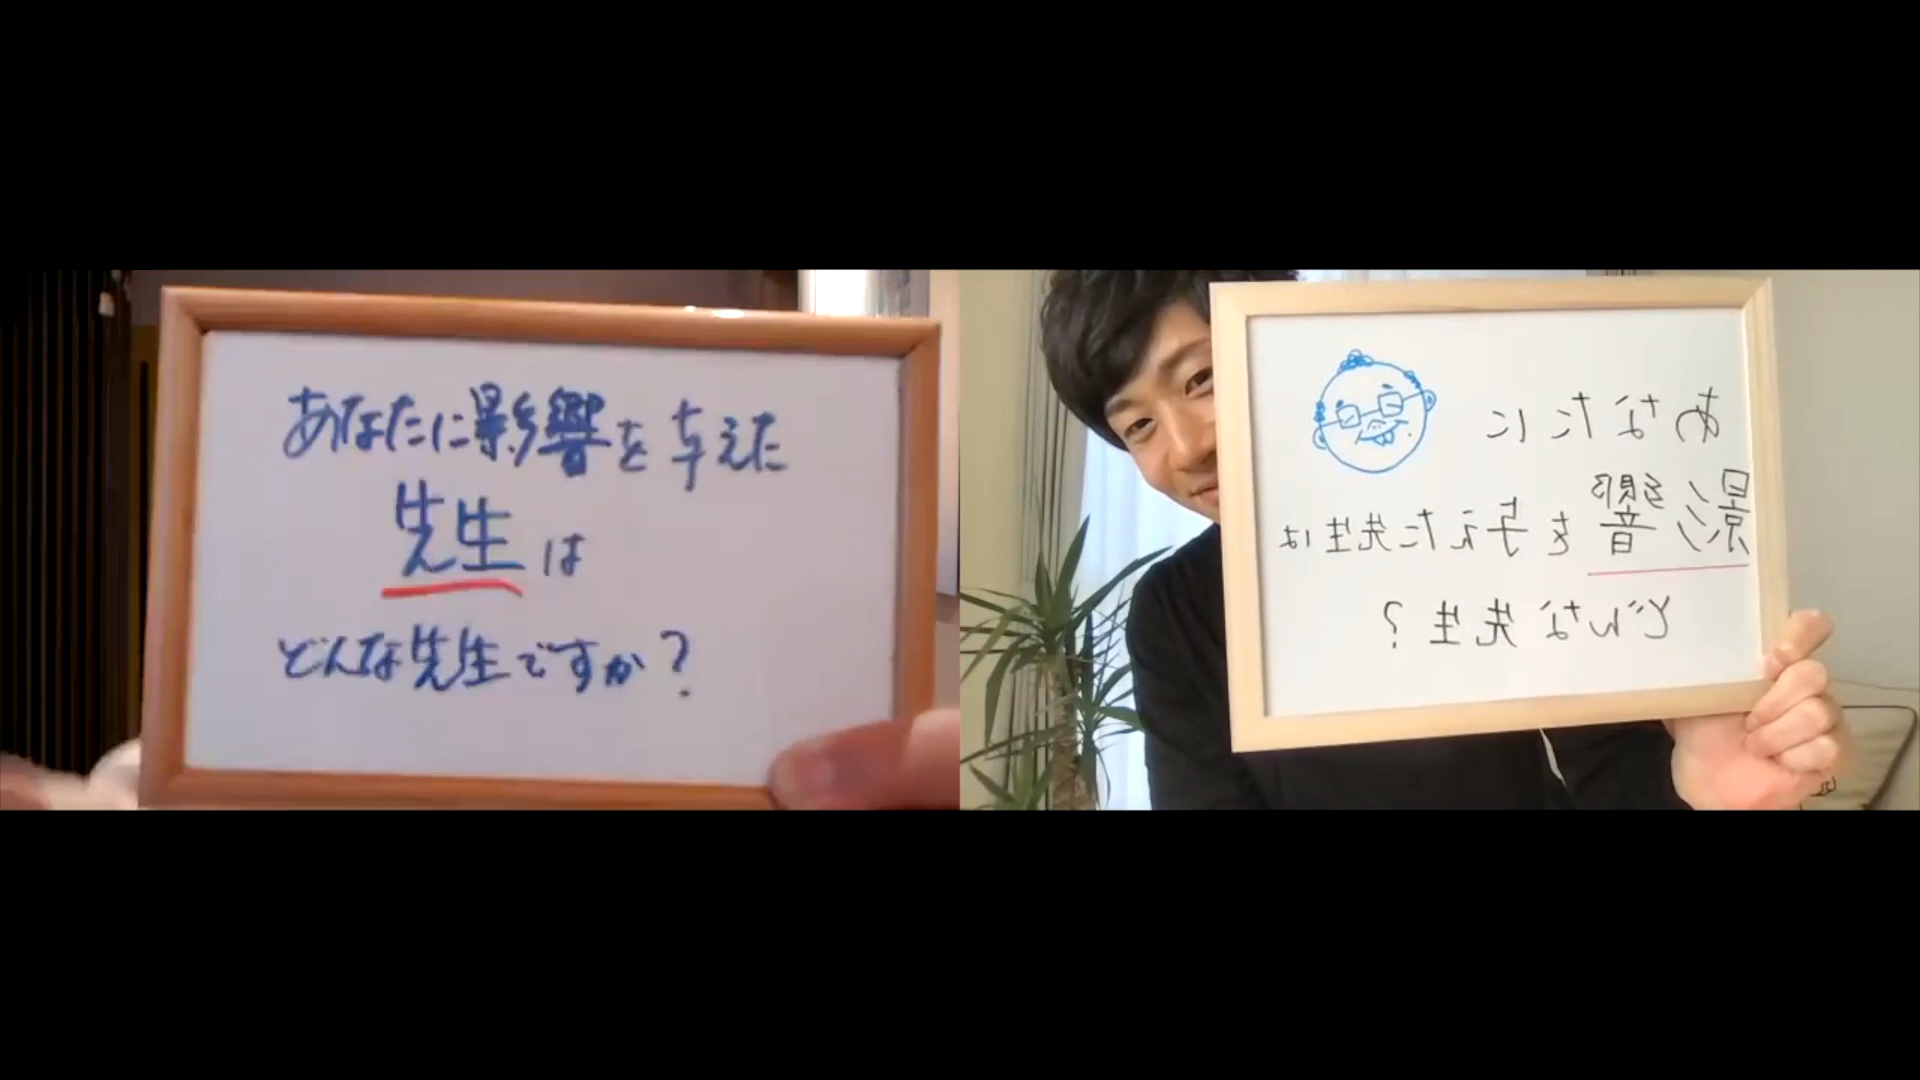 あなたに影響を与えた
先生は
どんな先生ですか？
あなたに
影響を与えた先生は
どんな先生？